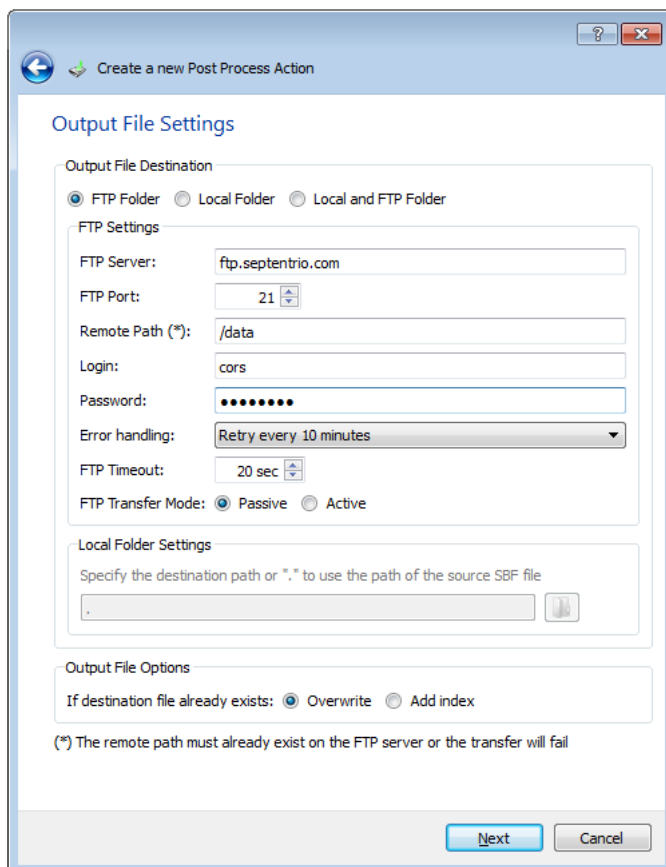 ?
Create a new Post Process Action
Output File Settings
Output File Destination
FTP Folder Local Folder Local and FTP Folder
FTP Settings
FTP Server: ftp.septentrio.com
FTP Port: 21
Remote Path (*): /data
Login: cors
Password: ●●●●●●●●
Error handling: Retry every 10 minutes
FTP Timeout: 20 sec
FTP Transfer Mode: Passive Active
Local Folder Settings
Specify the destination path or "." to use the path of the source SBF file
.
Output File Options
If destination file already exists: Overwrite Add index
(*) The remote path must already exist on the FTP server or the transfer will fail
Next Cancel